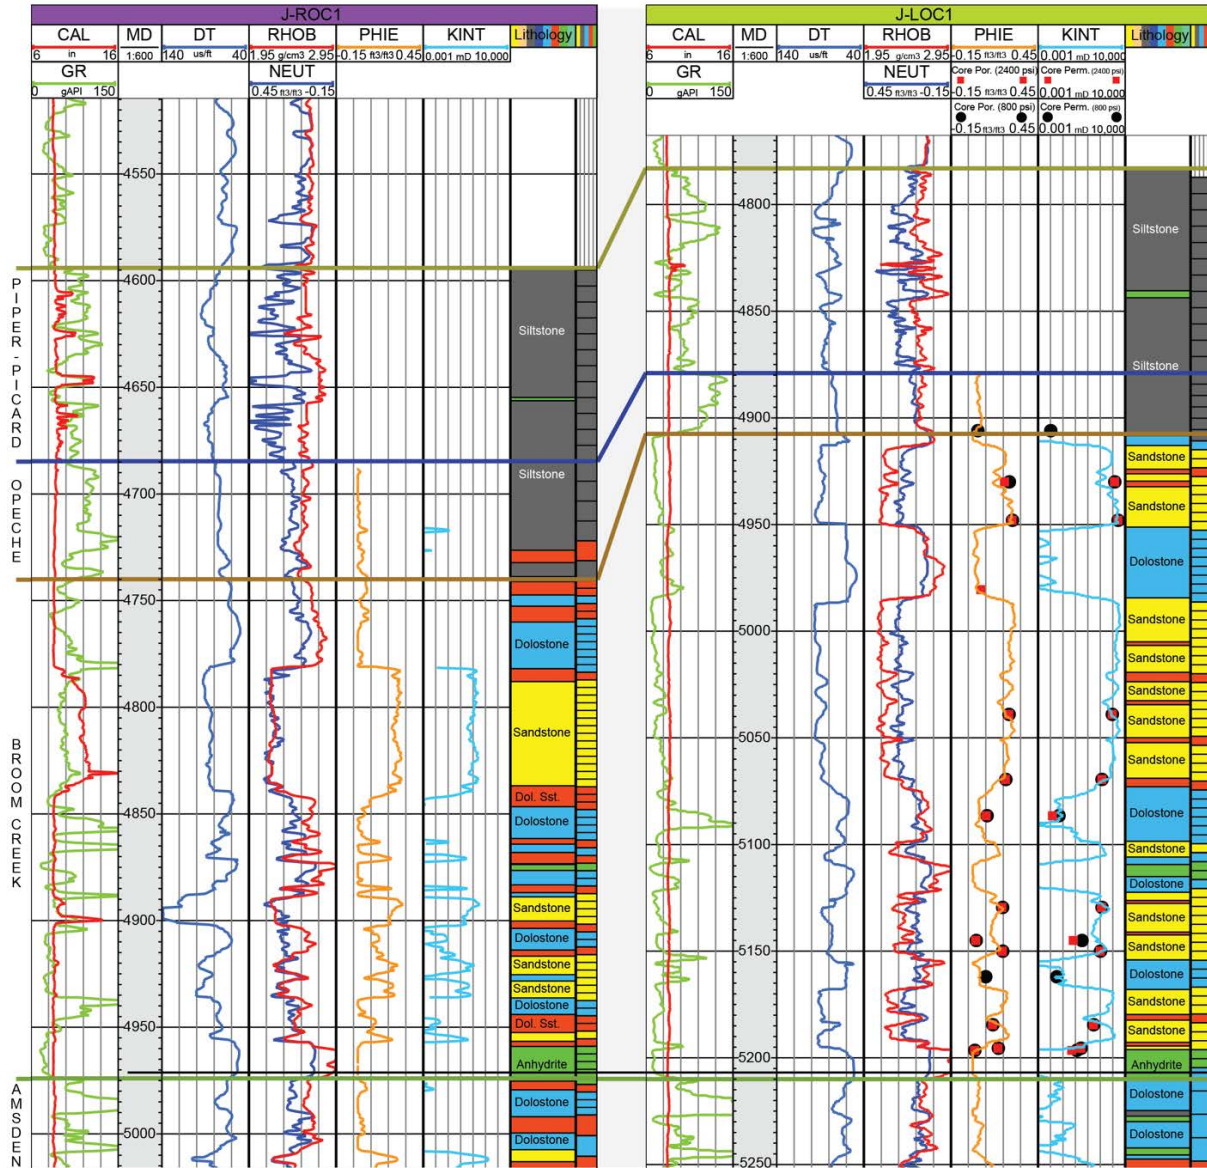 J-ROC1
CAL MD DT RHOB PHIE KINT Lithology
6 in 16 1:600 140 us/ft 40 1.95 g/cm3 2.95 -0.15 ft3/ft3 0.45 0.001 mD 10,000
GR NEUT
0 gAPI 150 0.45 ft3/ft3 -0.15
J-LOC1
CAL MD DT RHOB PHIE KINT Lithology
6 in 16 1:600 140 us/ft 40 1.95 g/cm3 2.95 -0.15 ft3/ft3 0.45 0.001 mD 10,000
GR NEUT Core Por. (2400 psi) Core Perm. (2400 psi)
0 gAPI 150 0.45 ft3/ft3 -0.15 -0.15 ft3/ft3 0.45 0.001 mD 10,000
Core Por. (800 psi) Core Perm. (800 psi)
-0.15 ft3/ft3 0.45 0.001 mD 10,000
PIPER-PICARD
OPECHE
BROOM CREEK
AMSDEN
4550
4600
4650
4700
4750
4800
4850
4900
4950
5000
Siltstone
Siltstone
Dolostone
Sandstone
Dol. Sst.
Dolostone
Sandstone
Dolostone
Sandstone
Sandstone
Dolostone
Dol. Sst.
Anhydrite
Dolostone
Dolostone
4800
4850
4900
4950
5000
5050
5100
5150
5200
5250
Siltstone
Siltstone
Sandstone
Sandstone
Dolostone
Sandstone
Sandstone
Sandstone
Sandstone
Sandstone
Dolostone
Sandstone
Dolostone
Sandstone
Sandstone
Dolostone
Sandstone
Sandstone
Anhydrite
Dolostone
Dolostone